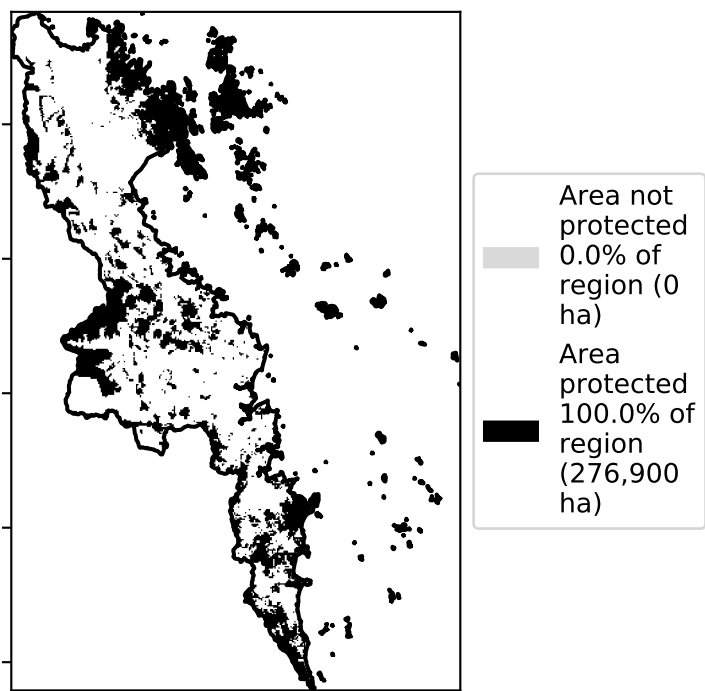 Area not
protected
0.0% of
region (0
ha)
Area
protected
100.0% of
region
(276,900
ha)